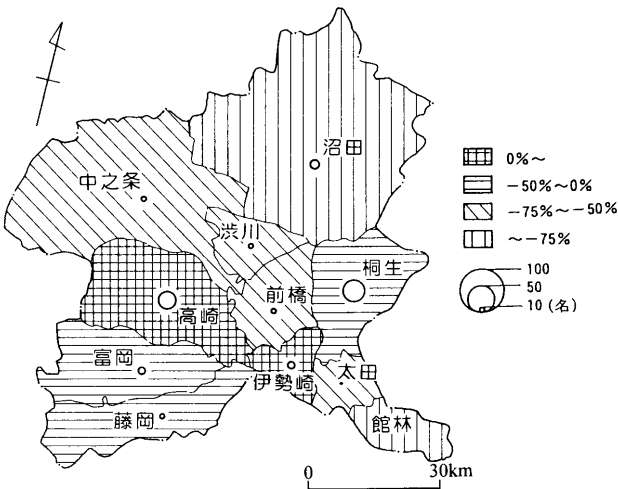 沼田
中之条
渋川
桐生
前橋
高崎
富岡
伊勢崎
太田
藤岡
館林
0%~
-50%~0%
-75%~-50%
~-75%
100
50
10 (名)
0 30km